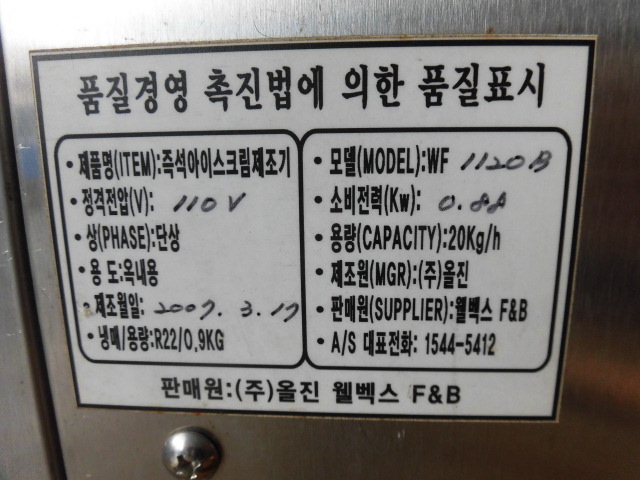 품질경영 촉진법에 의한 품질표시
• 제품명(ITEM):즉석아이스크림제조기
• 정격전압(V): 110V
• 상(PHASE):단상
• 용 도:옥내용
• 제조월일: 2007. 3. 17
• 냉매/용량:R22/0,9KG
• 모델(MODEL):WF 1120B
• 소비전력(Kw): 0.88
• 용량(CAPACITY):20Kg/h
• 제조원(MGR):(주)올진
• 판매원(SUPPLIER):웰벡스 F&B
• A/S 대표전화: 1544-5412
판매원:(주)올진 웰벡스 F&B